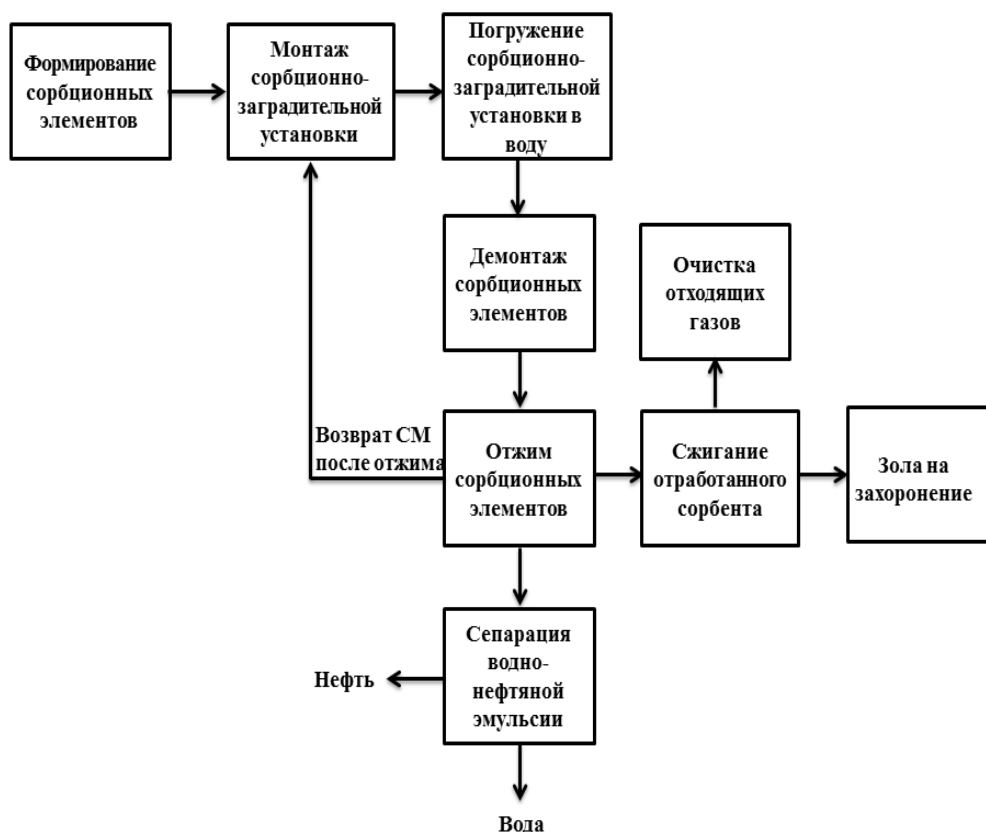 Формирование
сорбционных
элементов
Монтаж
сорбционно-
заградительной
установки
Погружение
сорбционно-
заградительной
установки в
воду
Демонтаж
сорбционных
элементов
Очистка
отходящих
газов
Возврат СМ
после отжима
Отжим
сорбционных
элементов
Сжигание
отработанного
сорбента
Зола на
захоронение
Сепарация
водно-
нефтяной
эмульсии
Нефть
Вода